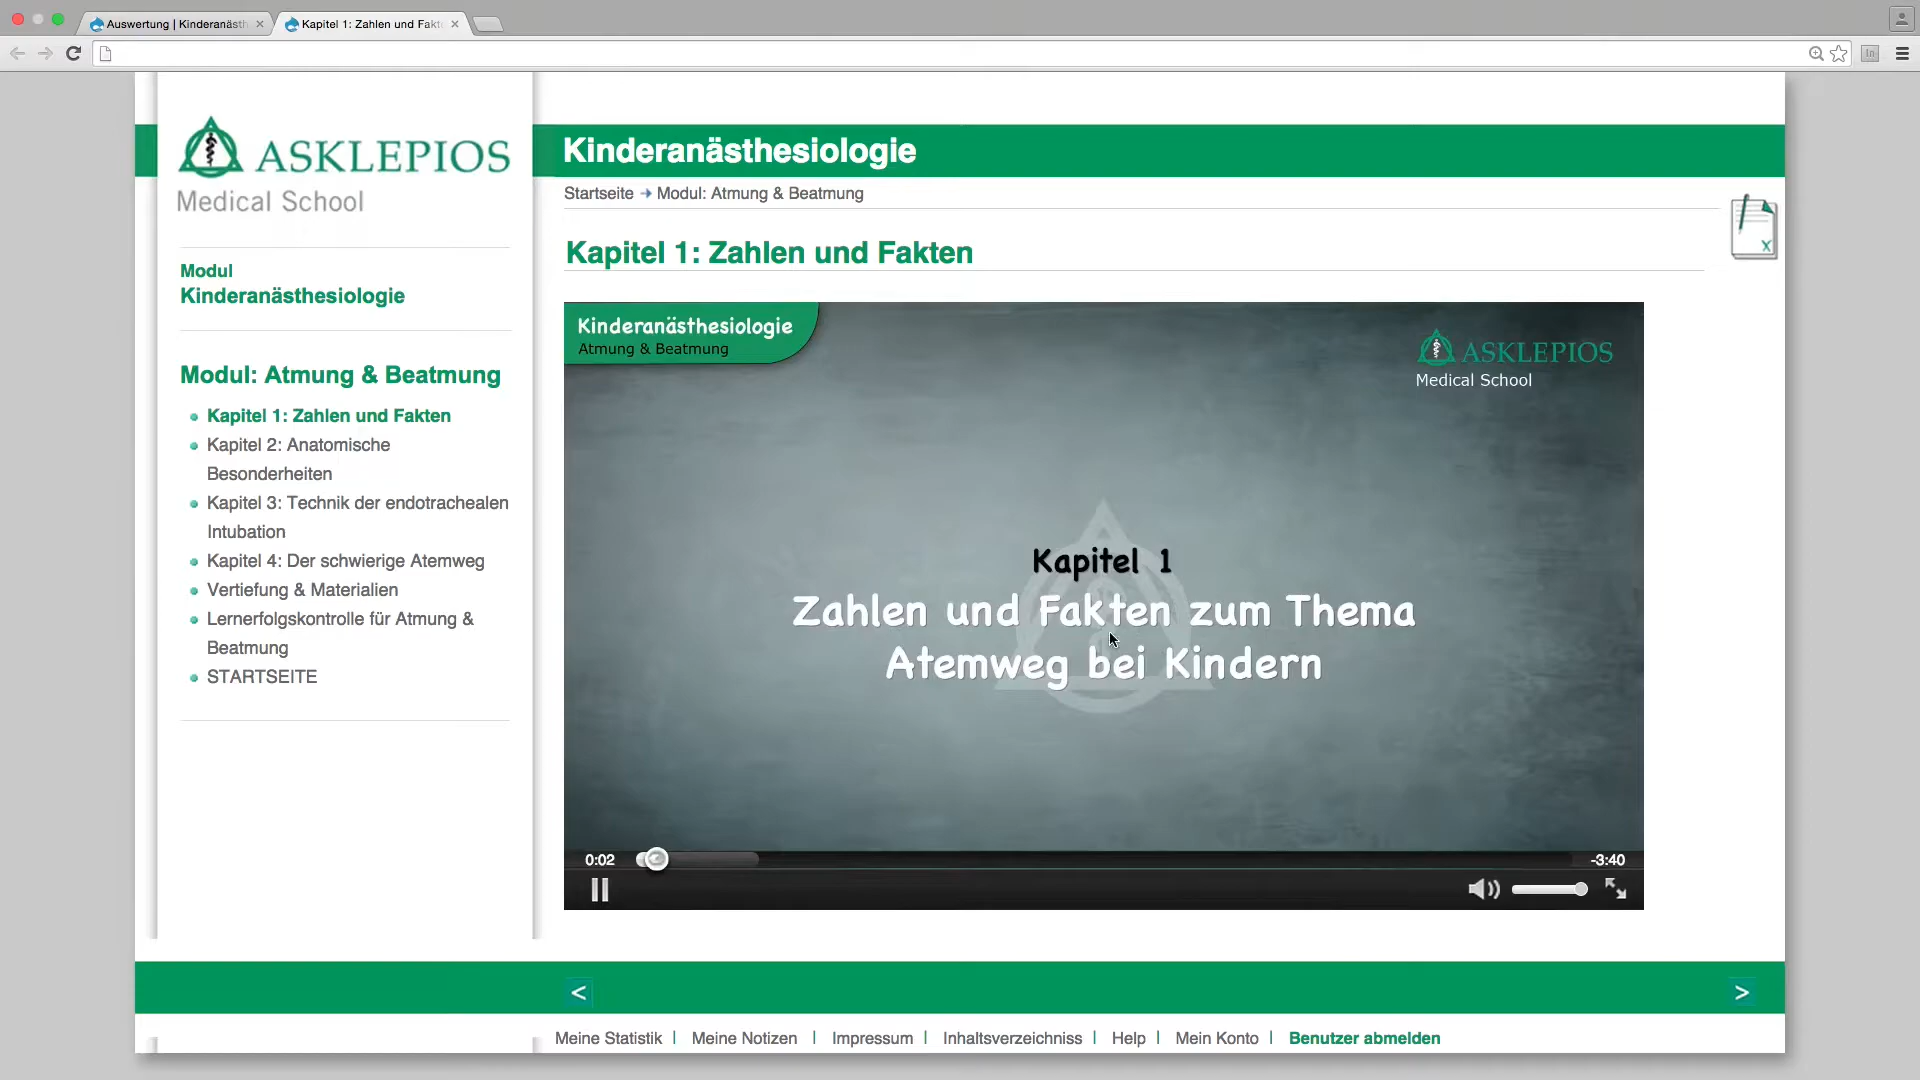 Auswertung | Kinderanästh
Kapitel 1: Zahlen und Fakt
ASKLEPIOS
Medical School
Kinderanästhesiologie
Startseite → Modul: Atmung & Beatmung
Kapitel 1: Zahlen und Fakten
Modul
Kinderanästhesiologie
Modul: Atmung & Beatmung
Kapitel 1: Zahlen und Fakten
Kapitel 2: Anatomische
Besonderheiten
Kapitel 3: Technik der endotrachealen
Intubation
Kapitel 4: Der schwierige Atemweg
Vertiefung & Materialien
Lernerfolgskontrolle für Atmung &
Beatmung
STARTSEITE
Kinderanästhesiologie
Atmung & Beatmung
ASKLEPIOS
Medical School
Kapitel 1
Zahlen und Fakten zum Thema
Atemweg bei Kindern
0:02
-3:40
<
>
Meine Statistik | Meine Notizen | Impressum | Inhaltsverzeichniss | Help | Mein Konto | Benutzer abmelden